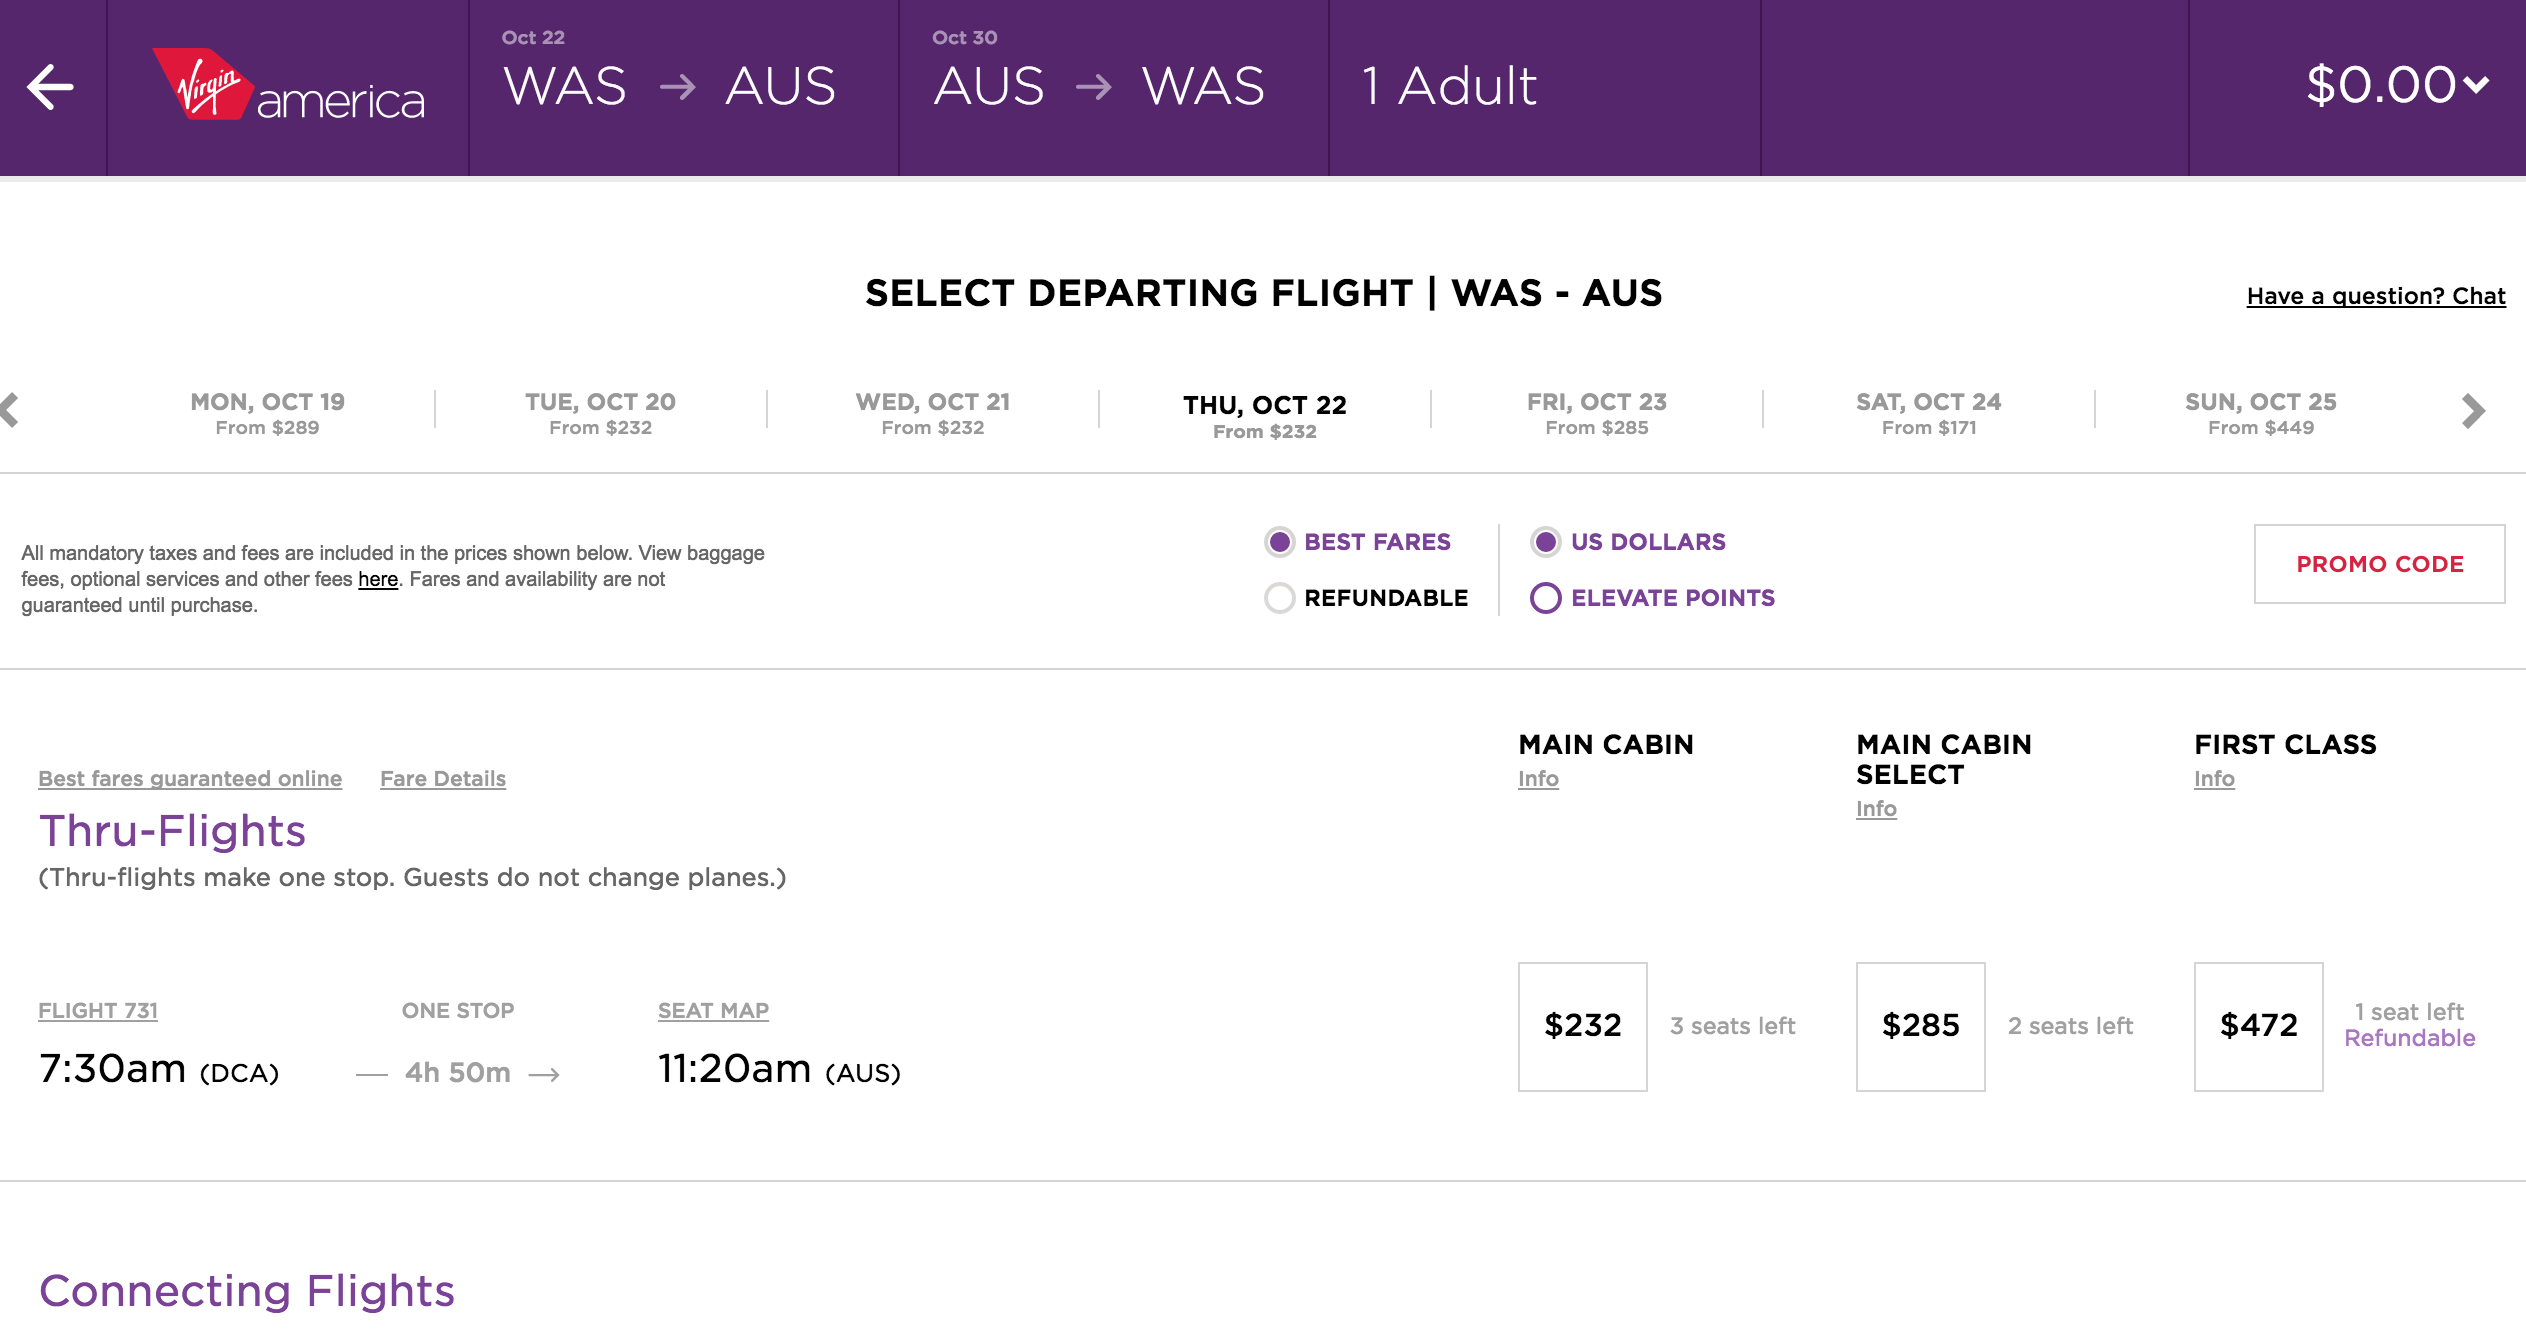 Virgin america
Oct 22
WAS → AUS
Oct 30
AUS → WAS
1 Adult
$0.00
SELECT DEPARTING FLIGHT | WAS - AUS
Have a question? Chat
MON, OCT 19
From $289
TUE, OCT 20
From $232
WED, OCT 21
From $232
THU, OCT 22
From $232
FRI, OCT 23
From $285
SAT, OCT 24
From $171
SUN, OCT 25
From $449
All mandatory taxes and fees are included in the prices shown below. View baggage
fees, optional services and other fees here. Fares and availability are not
guaranteed until purchase.
BEST FARES
REFUNDABLE
US DOLLARS
ELEVATE POINTS
PROMO CODE
Best fares guaranteed online
Fare Details
MAIN CABIN
Info
MAIN CABIN
SELECT
Info
FIRST CLASS
Info
Thru-Flights
(Thru-flights make one stop. Guests do not change planes.)
FLIGHT 731
ONE STOP
SEAT MAP
7:30am (DCA)
— 4h 50m →
11:20am (AUS)
$232
3 seats left
$285
2 seats left
$472
1 seat left
Refundable
Connecting Flights